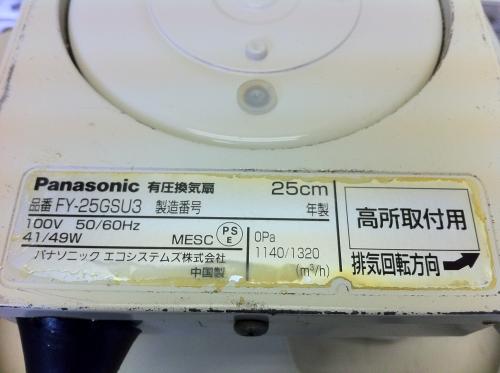 Panasonic 有圧換気扇 25cm
品番 FY-25GSU3 製造番号 年製
100V 50/60Hz
41/49W MESC PSE
0Pa
1140/1320
(m³/h)
パナソニック エコシステムズ株式会社
中国製
高所取付用
排気回転方向